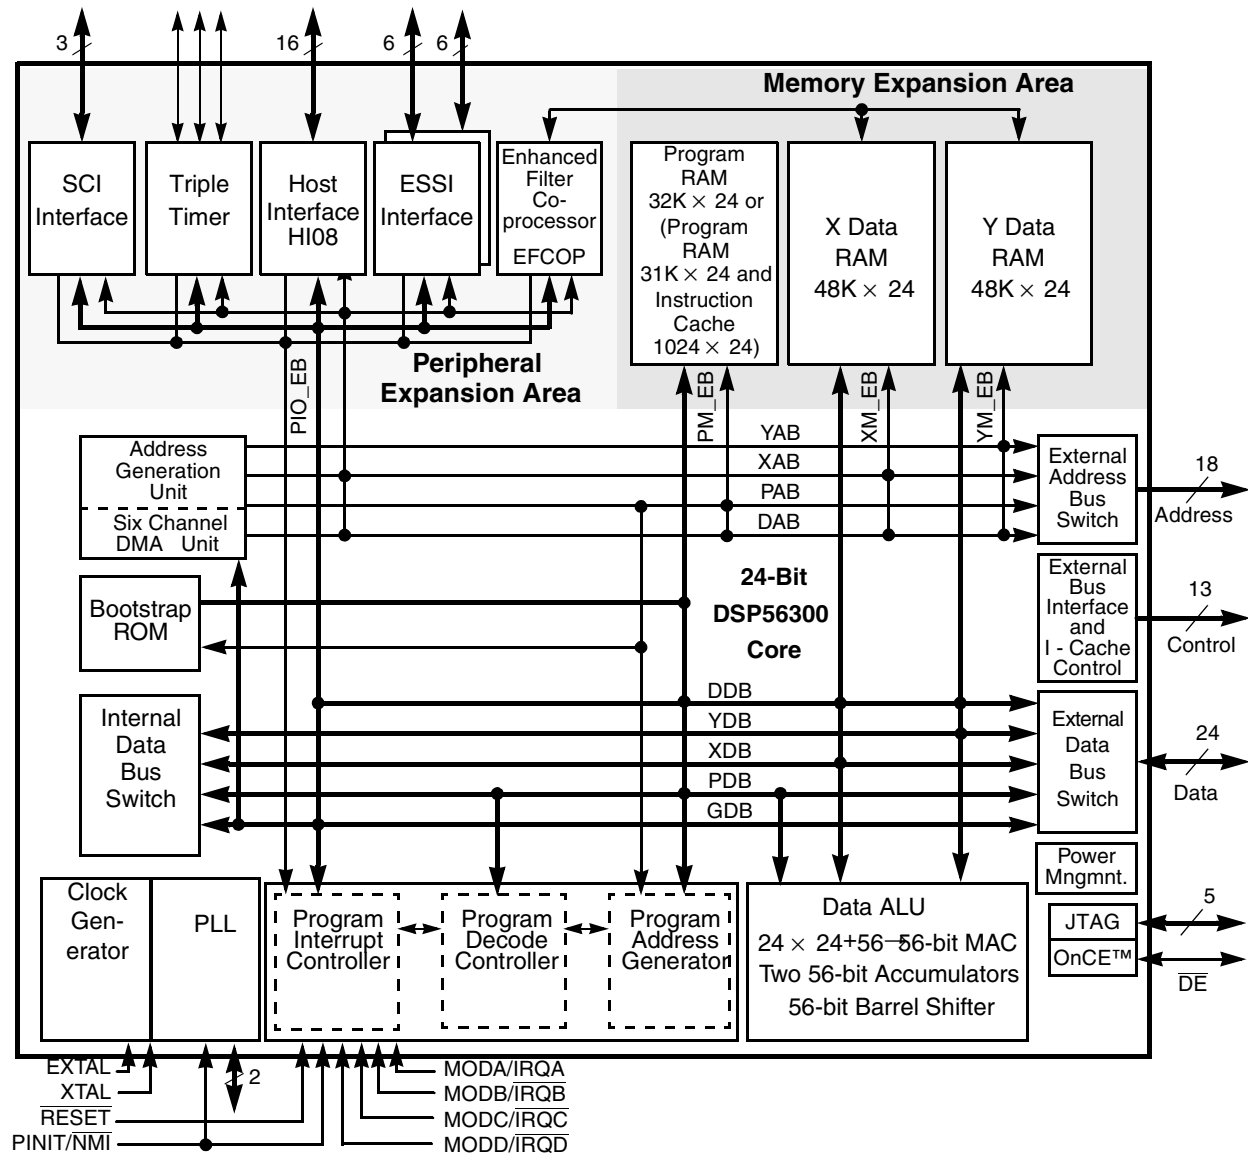 3
16
6
6
Memory Expansion Area
SCI
Interface
Triple
Timer
Host
Interface
HI08
ESSI
Interface
Enhanced
Filter
Co-
processor
EFCOP
Program
RAM
32K × 24 or
(Program
RAM
31K × 24 and
Instruction
Cache
1024 × 24)
X Data
RAM
48K × 24
Y Data
RAM
48K × 24
Peripheral
Expansion Area
PIO_EB
PM_EB
XM_EB
YM_EB
Address
Generation
Unit
Six Channel
DMA Unit
YAB
XAB
PAB
DAB
External
Address
Bus
Switch
18
Address
Bootstrap
ROM
24-Bit
DSP56300
Core
External
Bus
Interface
and
I - Cache
Control
13
Control
Internal
Data
Bus
Switch
DDB
YDB
XDB
PDB
GDB
External
Data
Bus
Switch
24
Data
Power
Mngmnt.
Clock
Gen-
erator
PLL
Program
Interrupt
Controller
Program
Decode
Controller
Program
Address
Generator
Data ALU
24 × 24+56→56-bit MAC
Two 56-bit Accumulators
56-bit Barrel Shifter
JTAG
OnCE™
5
DE
EXTAL
XTAL
RESET
PINIT/NMI
2
MODA/IRQA
MODB/IRQB
MODC/IRQC
MODD/IRQD